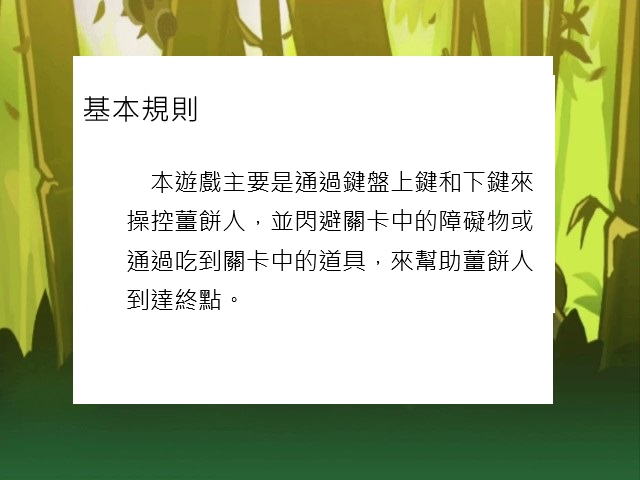 基本規則
本遊戲主要是通過鍵盤上鍵和下鍵來
操控薑餅人，並閃避關卡中的障礙物或
通過吃到關卡中的道具，來幫助薑餅人
到達終點。